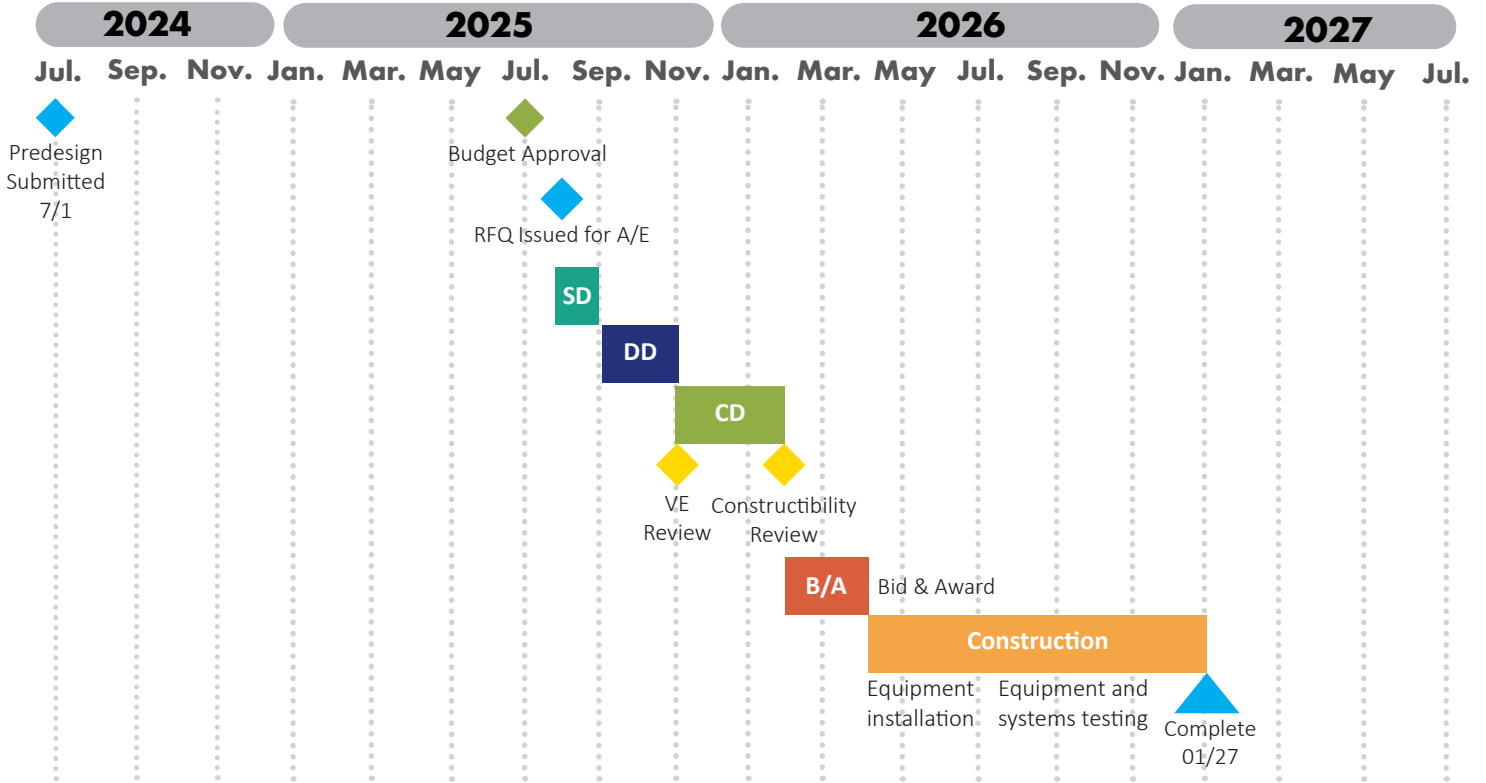 2024 2025 2026 2027
Jul. Sep. Nov. Jan. Mar. May Jul. Sep. Nov. Jan. Mar. May Jul. Sep. Nov. Jan. Mar. May Jul.
Predesign
Submitted
7/1
Budget Approval
RFQ Issued for A/E
SD
DD
CD
VE
Review
Constructibility
Review
B/A
Bid & Award
Construction
Equipment
installation
Equipment and
systems testing
Complete
01/27